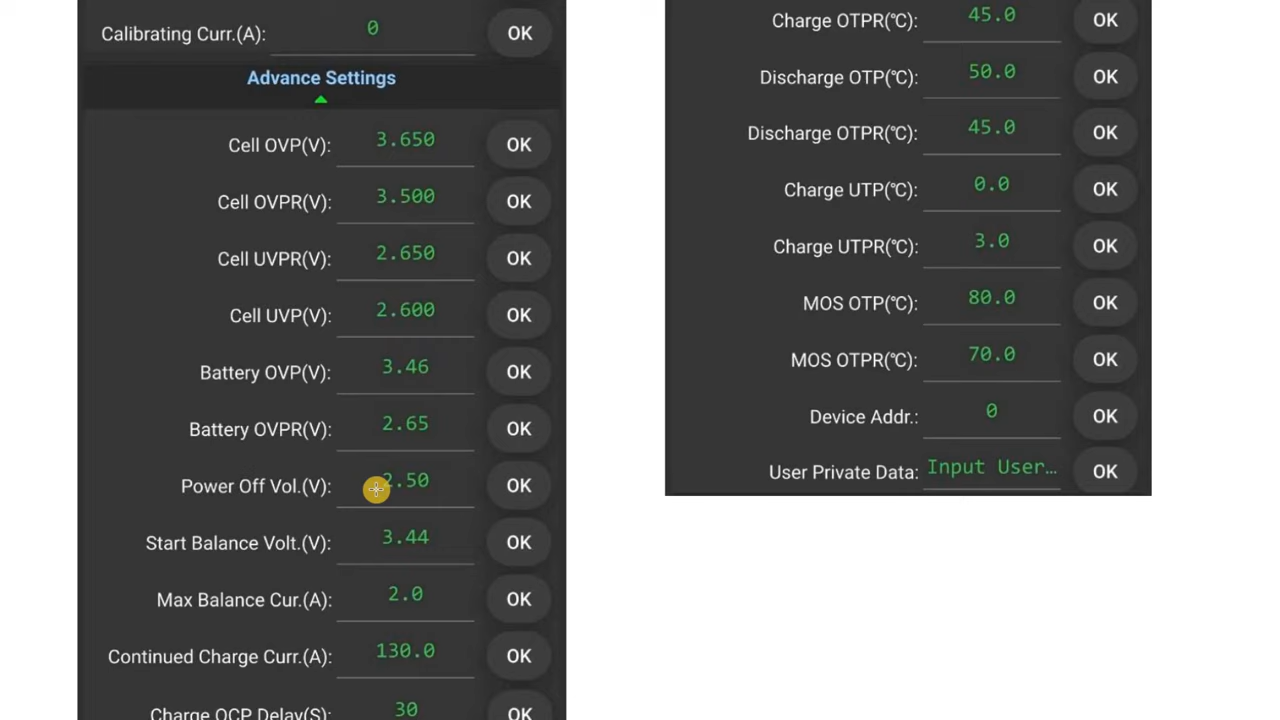 Calibrating Curr.(A): 0 OK
Advance Settings
Cell OVP(V): 3.650 OK
Cell OVPR(V): 3.500 OK
Cell UVPR(V): 2.650 OK
Cell UVP(V): 2.600 OK
Battery OVP(V): 3.46 OK
Battery OVPR(V): 2.65 OK
Power Off Vol.(V): 2.50 OK
Start Balance Volt.(V): 3.44 OK
Max Balance Cur.(A): 2.0 OK
Continued Charge Curr.(A): 130.0 OK
Charge OCP Delay(S): 30 OK
Charge OTPR(℃): 45.0 OK
Discharge OTP(℃): 50.0 OK
Discharge OTPR(℃): 45.0 OK
Charge UTP(℃): 0.0 OK
Charge UTPR(℃): 3.0 OK
MOS OTP(℃): 80.0 OK
MOS OTPR(℃): 70.0 OK
Device Addr.: 0 OK
User Private Data: Input User… OK